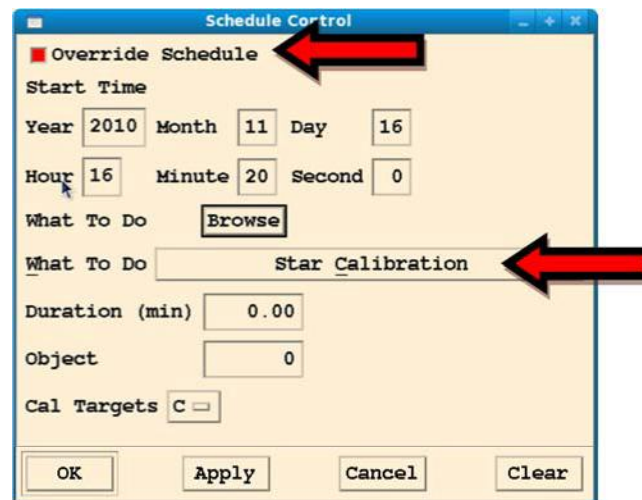 Schedule Control
Override Schedule
Start Time
Year 2010 Month 11 Day 16
Hour 16 Minute 20 Second 0
What To Do Browse
What To Do Star Calibration
Duration (min) 0.00
Object 0
Cal Targets C
OK Apply Cancel Clear